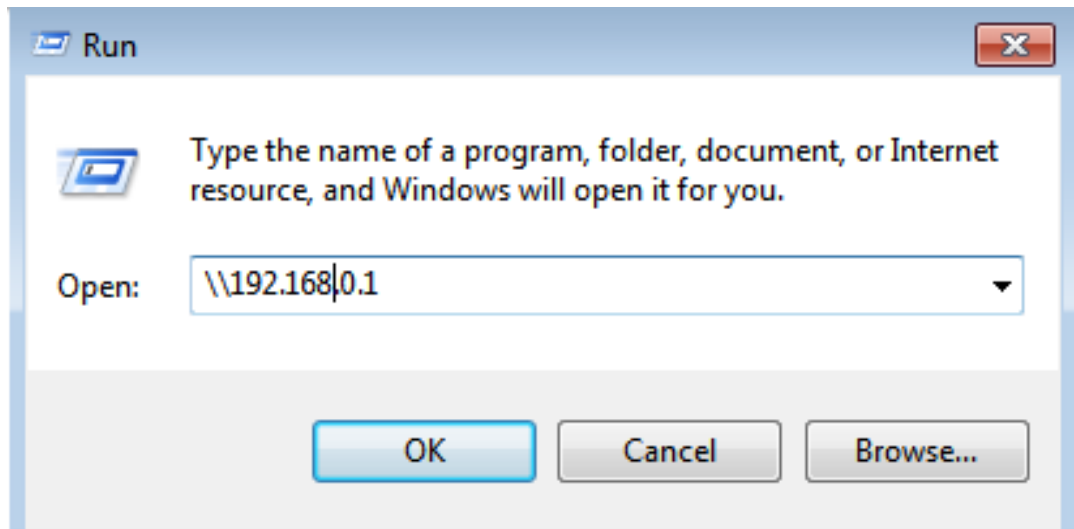 Run
Type the name of a program, folder, document, or Internet
resource, and Windows will open it for you.
Open: \\192.168.0.1
OK Cancel Browse...